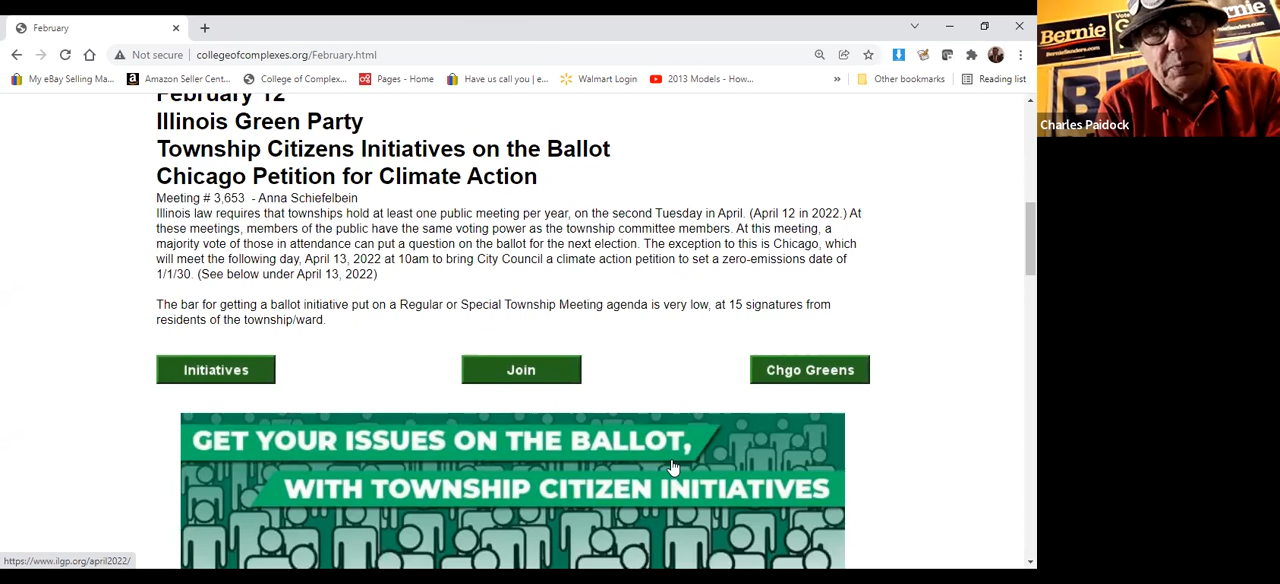 February
Not secure
collegeofcomplexes.org/February.html
My eBay Selling Ma...
Amazon Seller Cent...
College of Complex...
Pages - Home
Have us call you | e...
Walmart Login
2013 Models - How...
»
Other bookmarks
Reading list
February 12
Illinois Green Party
Township Citizens Initiatives on the Ballot
Chicago Petition for Climate Action
Meeting # 3,653 - Anna Schiefelbein
Illinois law requires that townships hold at least one public meeting per year, on the second Tuesday in April. (April 12 in 2022.) At
these meetings, members of the public have the same voting power as the township committee members. At this meeting, a
majority vote of those in attendance can put a question on the ballot for the next election. The exception to this is Chicago, which
will meet the following day, April 13, 2022 at 10am to bring City Council a climate action petition to set a zero-emissions date of
1/1/30. (See below under April 13, 2022)
The bar for getting a ballot initiative put on a Regular or Special Township Meeting agenda is very low, at 15 signatures from
residents of the township/ward.
Initiatives
Join
Chgo Greens
GET YOUR ISSUES ON THE BALLOT,
WITH TOWNSHIP CITIZEN INITIATIVES
https://www.ilgp.org/april2022/
Bernie
BernieSanders.com
Vote
Charles Paidock